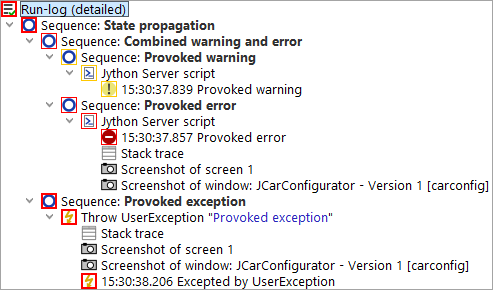 Run-log (detailed)
Sequence: State propagation
Sequence: Combined warning and error
Sequence: Provoked warning
Jython Server script
15:30:37.839 Provoked warning
Sequence: Provoked error
Jython Server script
15:30:37.857 Provoked error
Stack trace
Screenshot of screen 1
Screenshot of window: JCarConfigurator - Version 1 [carconfig]
Sequence: Provoked exception
Throw UserException "Provoked exception"
Stack trace
Screenshot of screen 1
Screenshot of window: JCarConfigurator - Version 1 [carconfig]
15:30:38.206 Excepted by UserException